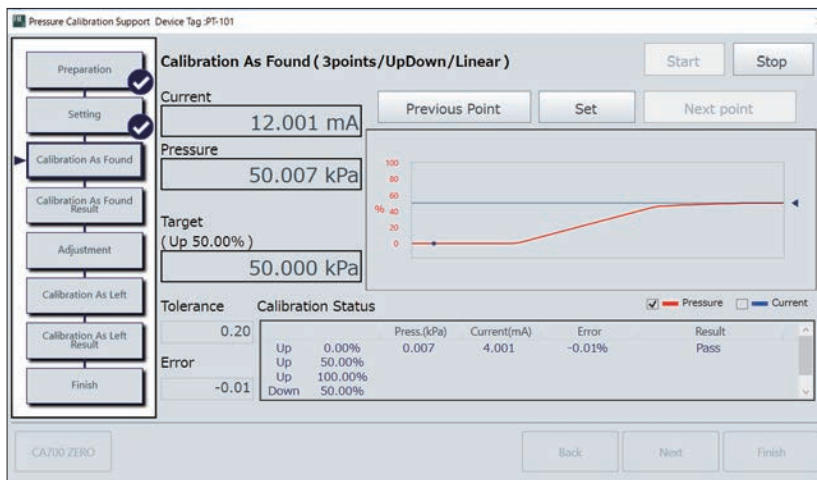 Pressure Calibration Support Device Tag :PT-101
Preparation
Setting
Calibration As Found
Calibration As Found
Result
Adjustment
Calibration As Left
Calibration As Left
Result
Finish
Calibration As Found ( 3points/UpDown/Linear )
Start Stop
Current
12.001 mA
Previous Point Set Next point
Pressure
50.007 kPa
Target
( Up 50.00% )
50.000 kPa
100
80
60
% 40
20
0
Tolerance
0.20
Error
-0.01
Calibration Status
Pressure Current
Press.(kPa) Current(mA) Error Result
Up 0.00% 0.007 4.001 -0.01% Pass
Up 50.00%
Up 100.00%
Down 50.00%
CA700 ZERO Back Next Finish